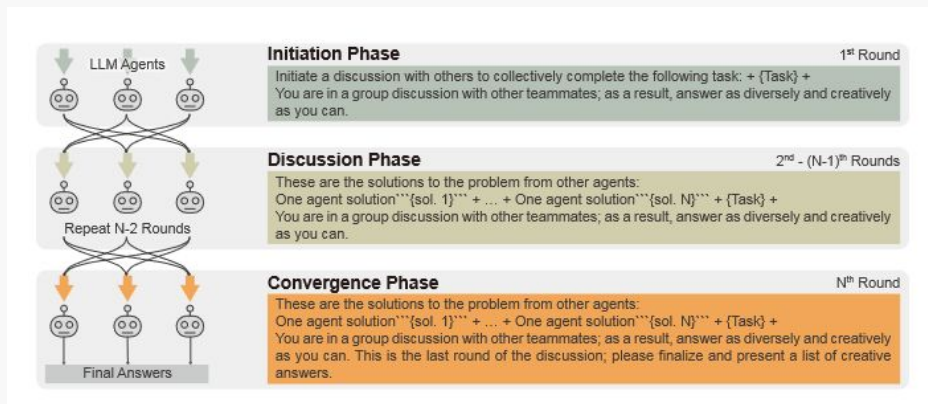 LLM Agents
Initiation Phase
1st Round
Initiate a discussion with others to collectively complete the following task: + {Task} +
You are in a group discussion with other teammates; as a result, answer as diversely and creatively
as you can.
Discussion Phase
2nd - (N-1)th Rounds
These are the solutions to the problem from other agents:
One agent solution```{sol. 1}``` + ... + One agent solution```{sol. N}``` + {Task} +
You are in a group discussion with other teammates; as a result, answer as diversely and creatively
as you can.
Repeat N-2 Rounds
Convergence Phase
Nth Round
These are the solutions to the problem from other agents:
One agent solution```{sol. 1}``` + ... + One agent solution```{sol. N}``` + {Task} +
You are in a group discussion with other teammates; as a result, answer as diversely and creatively
as you can. This is the last round of the discussion; please finalize and present a list of creative
answers.
Final Answers